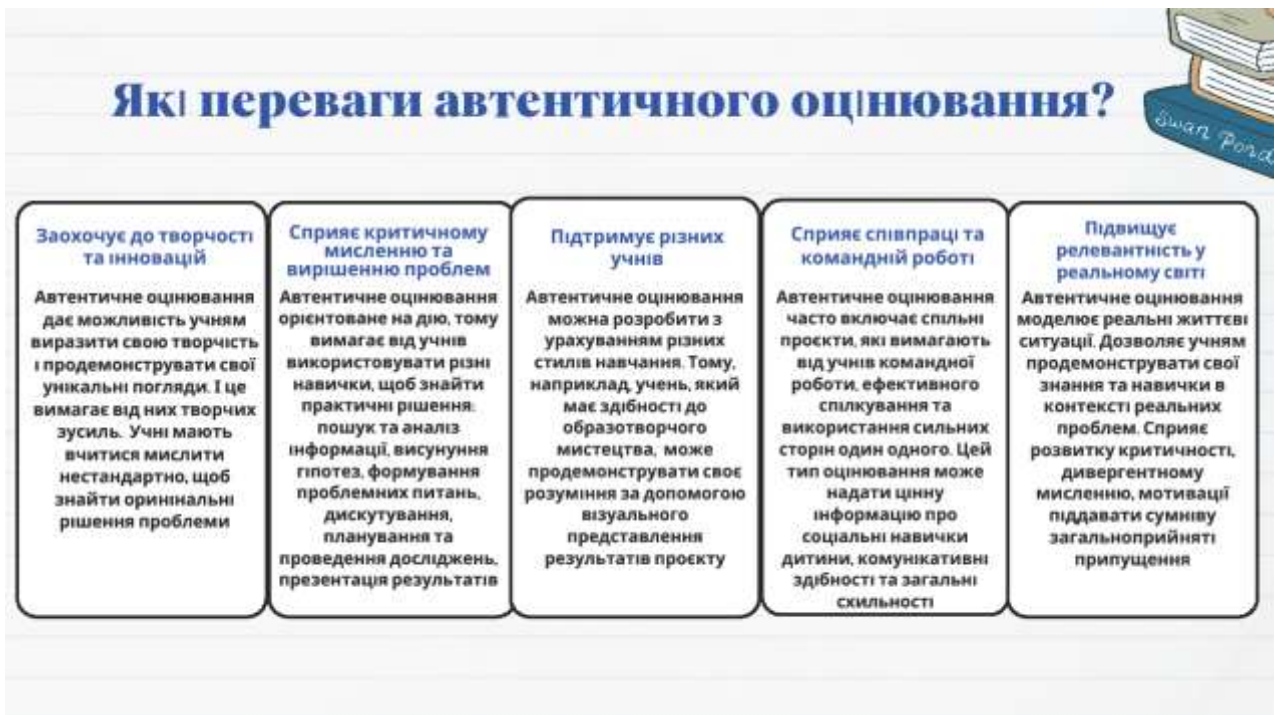 Які переваги автентичного оцінювання?
Swan Pond
Заохочує до творчості
та інновацій
Автентичне оцінювання
дає можливість учням
виразити свою творчість
і продемонструвати свої
унікальні погляди. І це
вимагає від них творчих
зусиль. Учні мають
вчитися мислити
нестандартно, щоб
знайти оринінальні
рішення проблеми
Сприяє критичному
мисленню та
вирішенню проблем
Автентичне оцінювання
орієнтоване на дію, тому
вимагає від учнів
використовувати різні
навички, щоб знайти
практичні рішення:
пошук та аналіз
інформації, висунуння
гіпотез, формування
проблемних питань,
дискутування,
планування та
проведення досліджень,
презентація результатів
Підтримує різних
учнів
Автентичне оцінювання
можна розробити з
урахуванням різних
стилів навчання. Тому,
наприклад, учень, який
має здібності до
образотворчого
мистецтва, може
продемонструвати своє
розуміння за допомогою
візуального
представлення
результатів проєкту
Сприяє співпраці та
командній роботі
Автентичне оцінювання
часто включає спільні
проєкти, які вимагають
від учнів командної
роботи, ефективного
спілкування та
використання сильних
сторін один одного. Цей
тип оцінювання може
надати цінну
інформацію про
соціальні навички
дитини, комунікативні
здібності та загальні
схильності
Підвищує
релевантність у
реальному світі
Автентичне оцінювання
моделює реальні життєві
ситуації. Дозволяє учням
продемонструвати свої
знання та навички в
контексті реальних
проблем. Сприяє
розвитку критичності,
дивергентному
мисленню, мотивації
піддавати сумніву
загальноприйняті
припущення